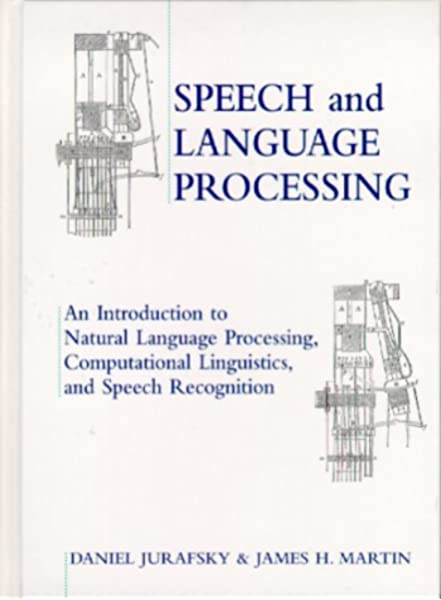 SPEECH and
LANGUAGE
PROCESSING
An Introduction to
Natural Language Processing,
Computational Linguistics,
and Speech Recognition
DANIEL JURAFSKY & JAMES H. MARTIN